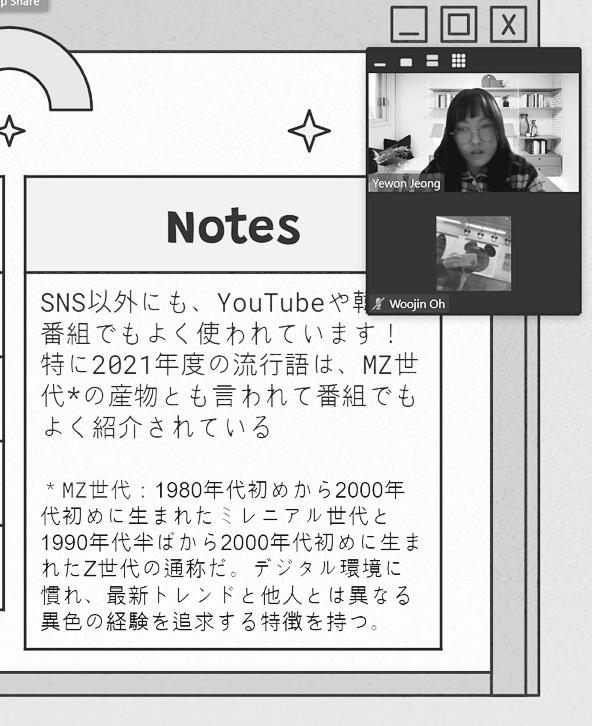 p Share
X
Yewon Jeong
Woojin Oh
Notes
SNS以外にも、YouTubeや
番組でもよく使われています！
特に2021年度の流行語は、MZ世
代*の産物とも言われて番組でも
よく紹介されている
* MZ世代：1980年代初めから2000年
代初めに生まれたミレニアル世代と
1990年代半ばから2000年代初めに生ま
れたZ世代の通称だ。デジタル環境に
慣れ、最新トレンドと他人とは異なる
異色の経験を追求する特徴を持つ。